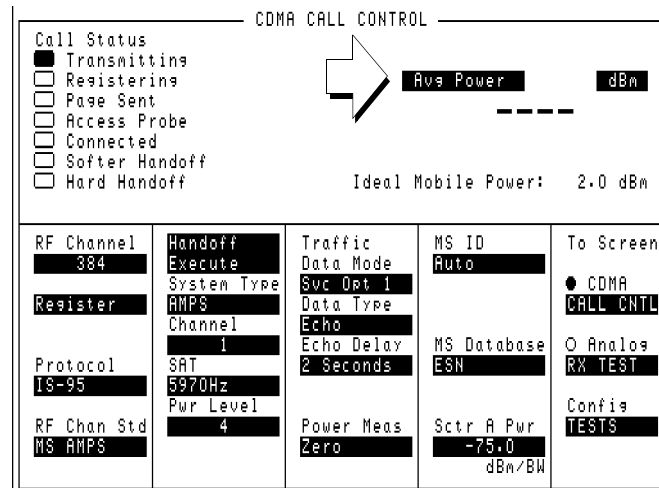 CDMA CALL CONTROL
Call Status
Transmitting
Registering
Page Sent
Access Probe
Connected
Softer Handoff
Hard Handoff
Avg Power dBm
----
Ideal Mobile Power: 2.0 dBm
RF Channel
384
Register
Protocol
IS-95
RF Chan Std
MS AMPS
Handoff
Execute
System Type
AMPS
Channel
1
SAT
5970Hz
Pwr Level
4
Traffic
Data Mode
Svc Opt 1
Data Type
Echo
Echo Delay
2 Seconds
Power Meas
Zero
MS ID
Auto
MS Database
ESN
Sctr A Pwr
-75.0
dBm/BW
To Screen
CDMA
CALL CNTL
Analog
RX TEST
Config
TESTS